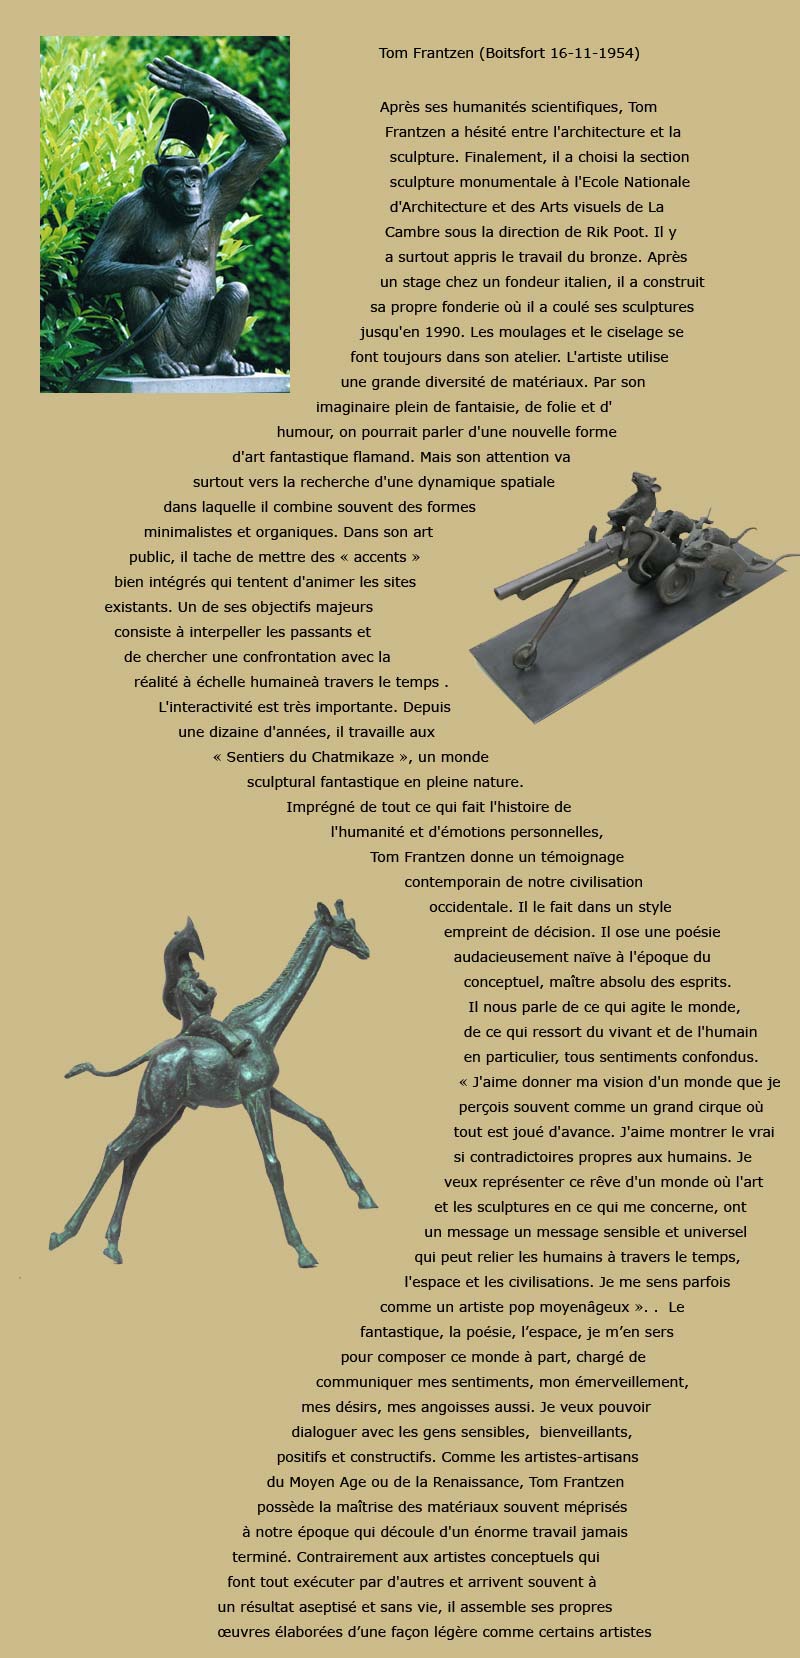 Tom Frantzen (Boitsfort 16-11-1954)
Après ses humanités scientifiques, Tom
Frantzen a hésité entre l'architecture et la
sculpture. Finalement, il a choisi la section
sculpture monumentale à l'Ecole Nationale
d'Architecture et des Arts visuels de La
Cambre sous la direction de Rik Poot. Il y
a surtout appris le travail du bronze. Après
un stage chez un fondeur italien, il a construit
sa propre fonderie où il a coulé ses sculptures
jusqu'en 1990. Les moulages et le ciselage se
font toujours dans son atelier. L'artiste utilise
une grande diversité de matériaux. Par son
imaginaire plein de fantaisie, de folie et d'
humour, on pourrait parler d'une nouvelle forme
d'art fantastique flamand. Mais son attention va
surtout vers la recherche d'une dynamique spatiale
dans laquelle il combine souvent des formes
minimalistes et organiques. Dans son art
public, il tache de mettre des « accents »
bien intégrés qui tentent d'animer les sites
existants. Un de ses objectifs majeurs
consiste à interpeller les passants et
de chercher une confrontation avec la
réalité à échelle humaineà travers le temps .
L'interactivité est très importante. Depuis
une dizaine d'années, il travaille aux
« Sentiers du Chatmikaze », un monde
sculptural fantastique en pleine nature.
Imprégné de tout ce qui fait l'histoire de
l'humanité et d'émotions personnelles,
Tom Frantzen donne un témoignage
contemporain de notre civilisation
occidentale. Il le fait dans un style
empreint de décision. Il ose une poésie
audacieusement naïve à l'époque du
conceptuel, maître absolu des esprits.
Il nous parle de ce qui agite le monde,
de ce qui ressort du vivant et de l'humain
en particulier, tous sentiments confondus.
« J'aime donner ma vision d'un monde que je
perçois souvent comme un grand cirque où
tout est joué d'avance. J'aime montrer le vrai
si contradictoires propres aux humains. Je
veux représenter ce rêve d'un monde où l'art
et les sculptures en ce qui me concerne, ont
un message un message sensible et universel
qui peut relier les humains à travers le temps,
l'espace et les civilisations. Je me sens parfois
comme un artiste pop moyenâgeux ». .  Le
fantastique, la poésie, l’espace, je m’en sers
pour composer ce monde à part, chargé de
communiquer mes sentiments, mon émerveillement,
mes désirs, mes angoisses aussi. Je veux pouvoir
dialoguer avec les gens sensibles,  bienveillants,
positifs et constructifs. Comme les artistes-artisans
du Moyen Age ou de la Renaissance, Tom Frantzen
possède la maîtrise des matériaux souvent méprisés
à notre époque qui découle d'un énorme travail jamais
terminé. Contrairement aux artistes conceptuels qui
font tout exécuter par d'autres et arrivent souvent à
un résultat aseptisé et sans vie, il assemble ses propres
œuvres élaborées d’une façon légère comme certains artistes